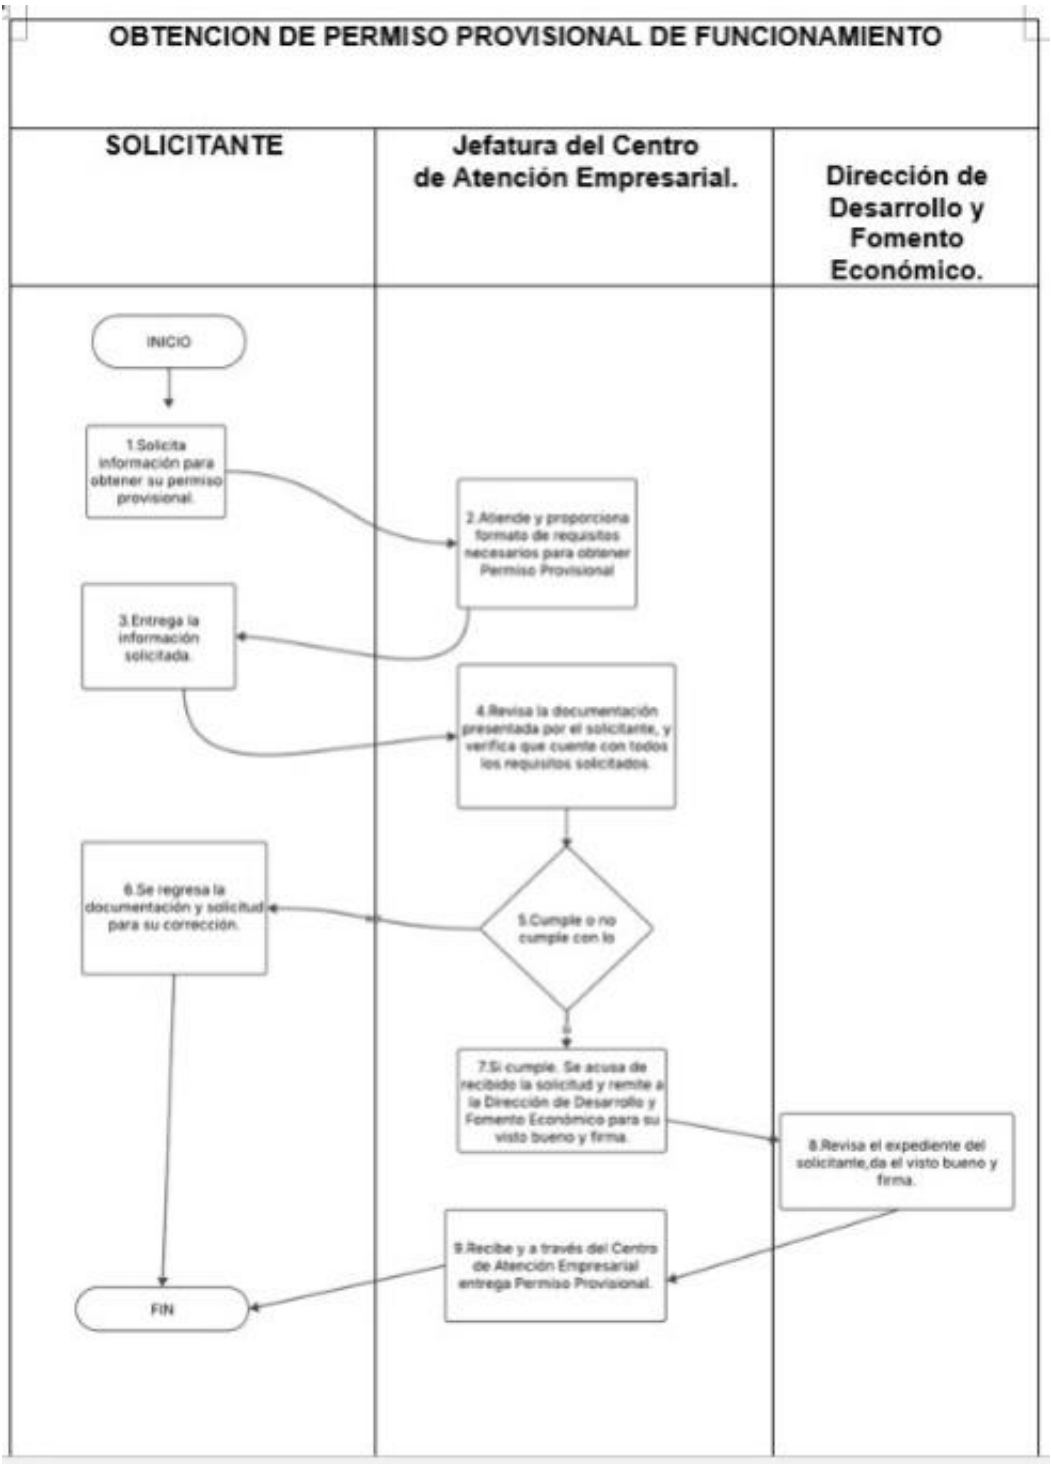 OBTENCION DE PERMISO PROVISIONAL DE FUNCIONAMIENTO
SOLICITANTE
Jefatura del Centro
de Atención Empresarial.
Dirección de
Desarrollo y
Fomento
Económico.
INICIO
1.Solicita
información para
obtener su permiso
provisional.
2.Atiende y proporciona
formato de requisitos
necesarios para obtener
Permiso Provisional
3.Entrega la
información
solicitada.
4.Revisa la documentación
presentada por el solicitante, y
verifica que cuente con todos
los requisitos solicitados.
5.Cumple o no
cumple con lo
6.Se regresa la
documentación y solicitud
para su corrección.
7.Si cumple. Se acusa de
recibido la solicitud y remite a
la Dirección de Desarrollo y
Fomento Económico para su
visto bueno y firma.
8.Revisa el expediente del
solicitante,da el visto bueno y
firma.
9.Recibe y a través del Centro
de Atención Empresarial
entrega Permiso Provisional.
FIN